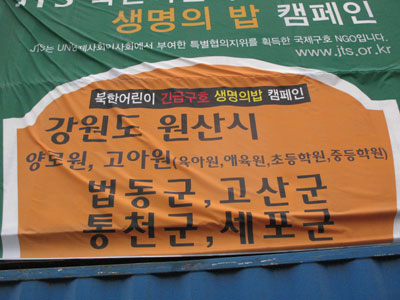 생명의 밥 캠페인
JTS는 UN경제사회이사회에서 부여한 특별협의지위를 획득한 국제구호 NGO입니다.
www.jts.or.kr
북한어린이 긴급구호 생명의밥 캠페인
강원도 원산시
양로원, 고아원(육아원,애육원,초등학원,중등학원)
법동군,고산군
통천군,세포군